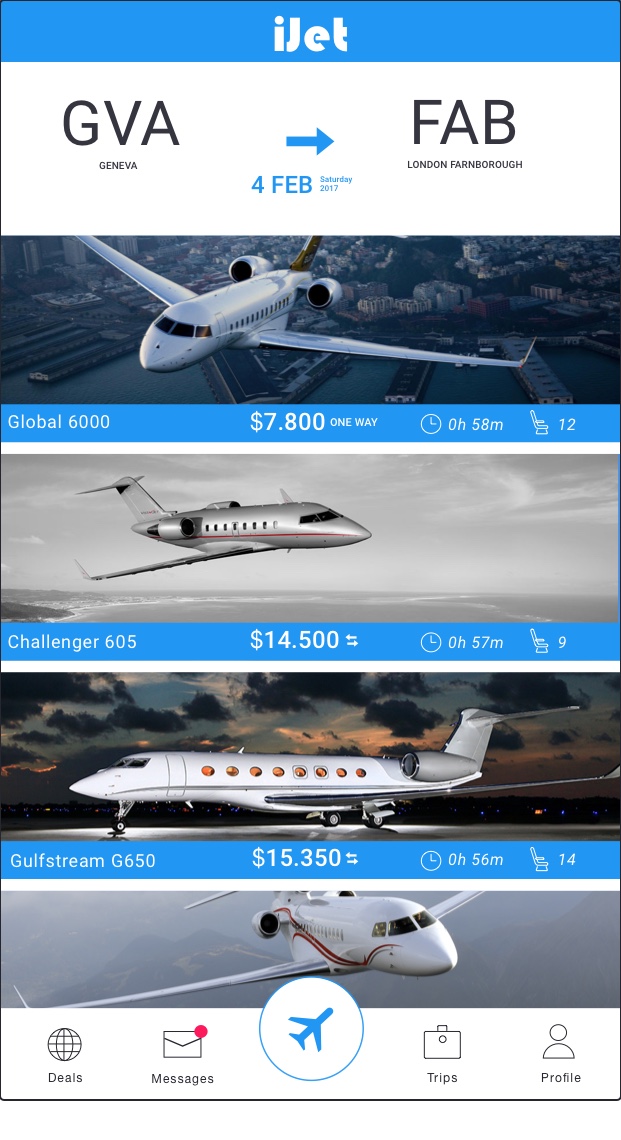 iJet
GVA
FAB
GENEVA
LONDON FARNBOROUGH
4 FEB Saturday
2017
Global 6000 $7.800 ONE WAY 0h 58m 12
Challenger 605 $14.500 0h 57m 9
Gulfstream G650 $15.350 0h 56m 14
Deals Messages Trips Profile